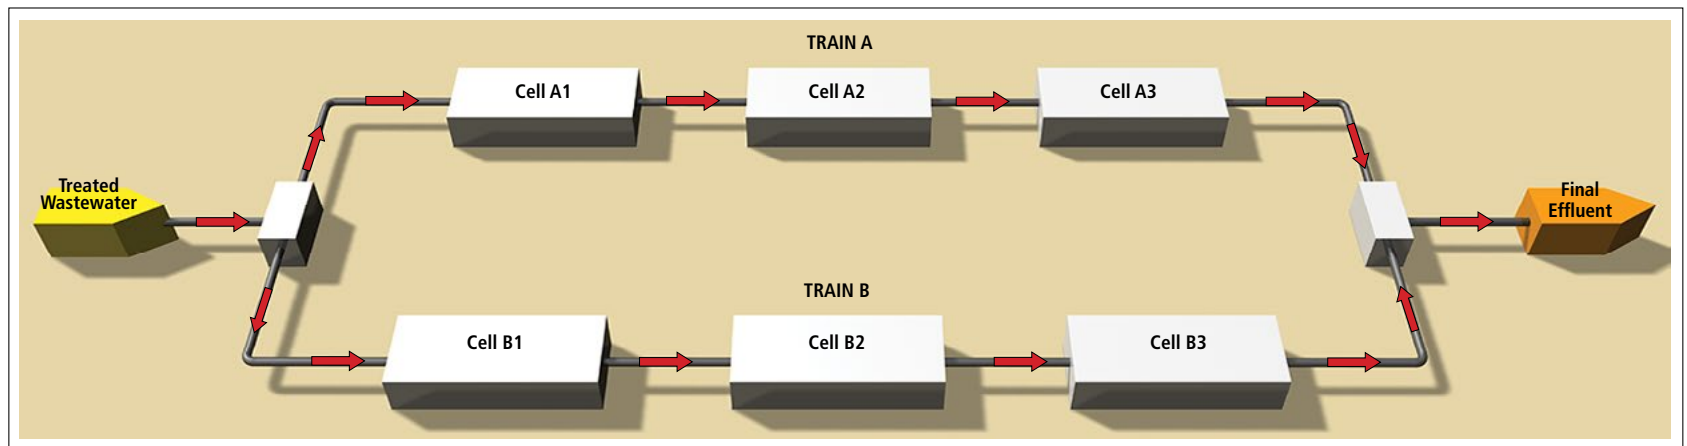 TRAIN A
Cell A1
Cell A2
Cell A3
Treated
Wastewater
Final
Effluent
TRAIN B
Cell B1
Cell B2
Cell B3